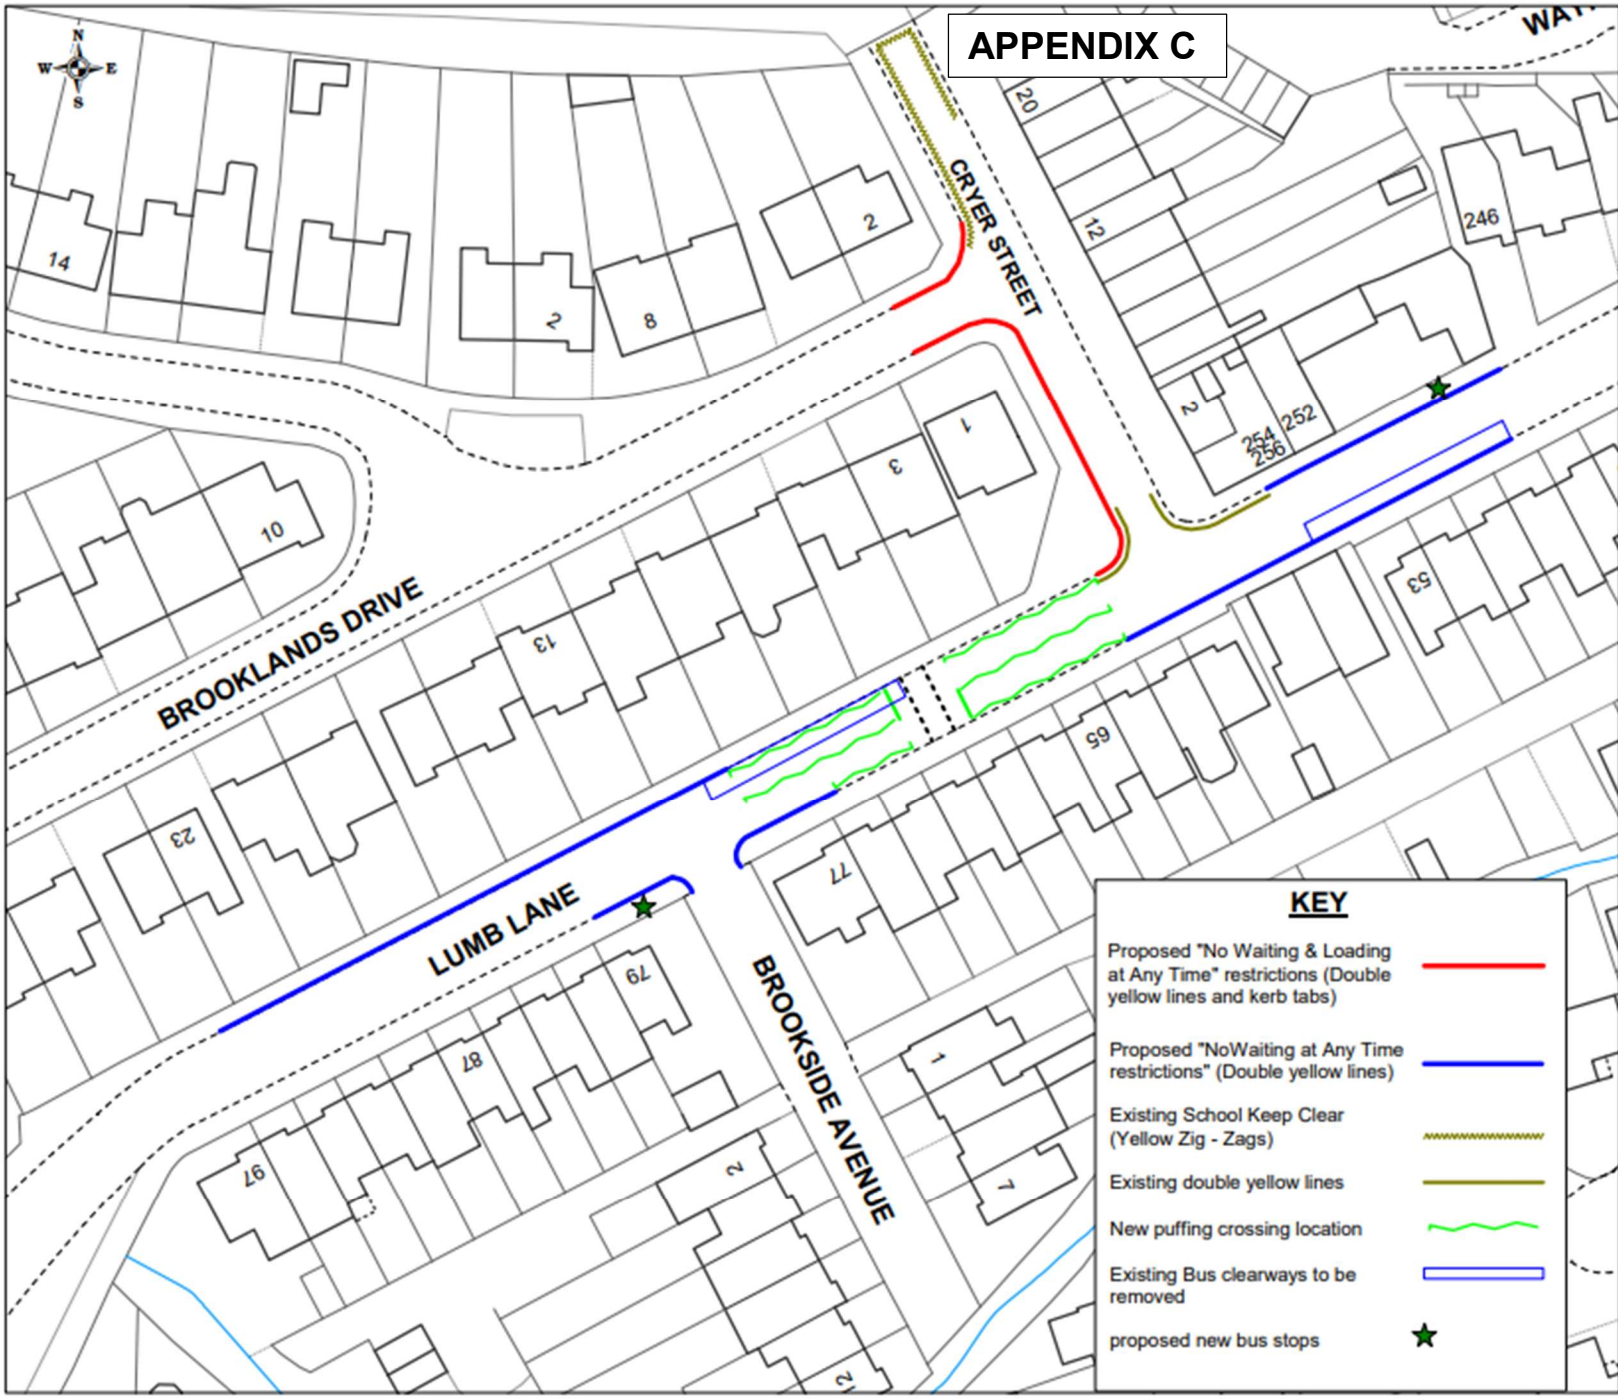 APPENDIX C
WAT
N
W E
S
CRYER STREET
20
12
2
246
14
2
8
2
252
254
256
1
3
10
53
BROOKLANDS DRIVE
13
65
23
77
LUMB LANE
79
87
97
BROOKSIDE AVENUE
1
7
2
12
KEY
Proposed "No Waiting & Loading
at Any Time" restrictions (Double
yellow lines and kerb tabs)
Proposed "NoWaiting at Any Time
restrictions" (Double yellow lines)
Existing School Keep Clear
(Yellow Zig - Zags)
Existing double yellow lines
New puffing crossing location
Existing Bus clearways to be
removed
proposed new bus stops